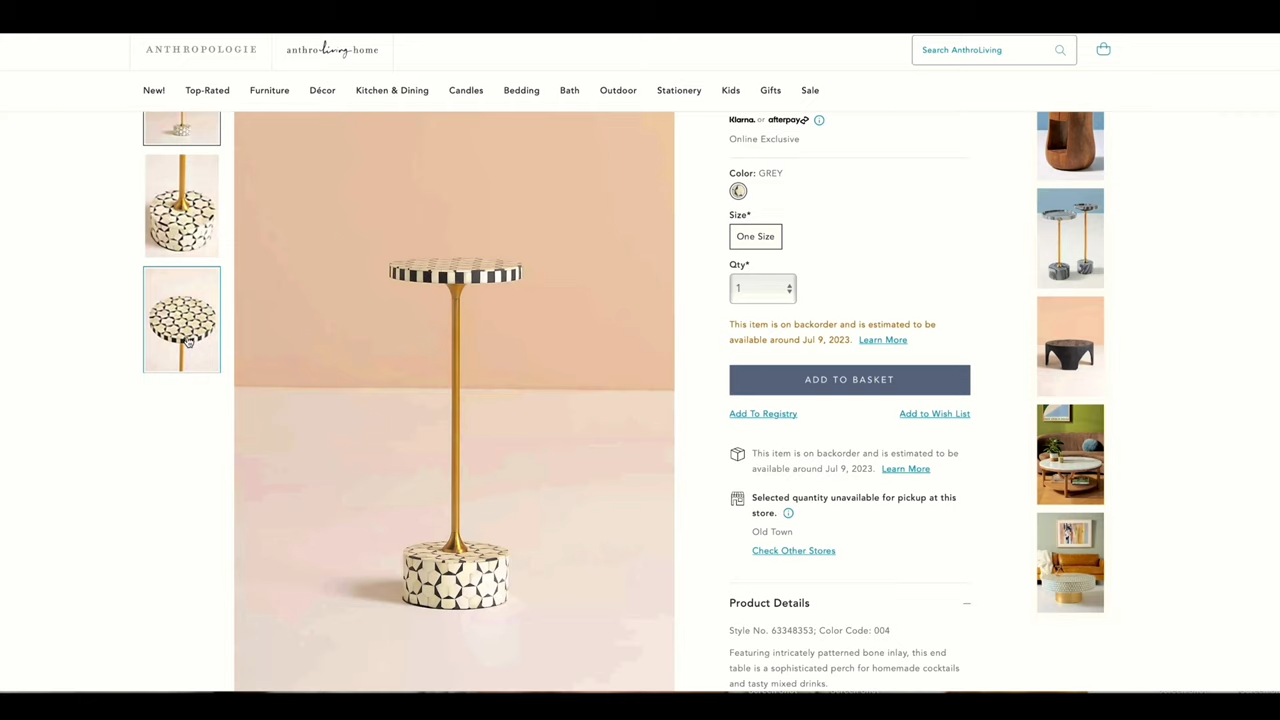 ANTHROPOLOGIE
anthro living home
Search AnthroLiving
New! Top-Rated Furniture Décor Kitchen & Dining Candles Bedding Bath Outdoor Stationery Kids Gifts Sale
Klarna. or afterpay
Online Exclusive
Color: GREY
Size*
One Size
Qty*
1
This item is on backorder and is estimated to
be available around Jul 9, 2023. Learn More
ADD TO BASKET
Add To Registry Add to Wish List
This item is on backorder and is estimated to be
available around Jul 9, 2023. Learn More
Selected quantity unavailable for pickup at this
store.
Old Town
Check Other Stores
Product Details
Style No. 63348353; Color Code: 004
Featuring intricately patterned bone inlay, this end
table is a sophisticated perch for homemade cocktails
and tasty mixed drinks.